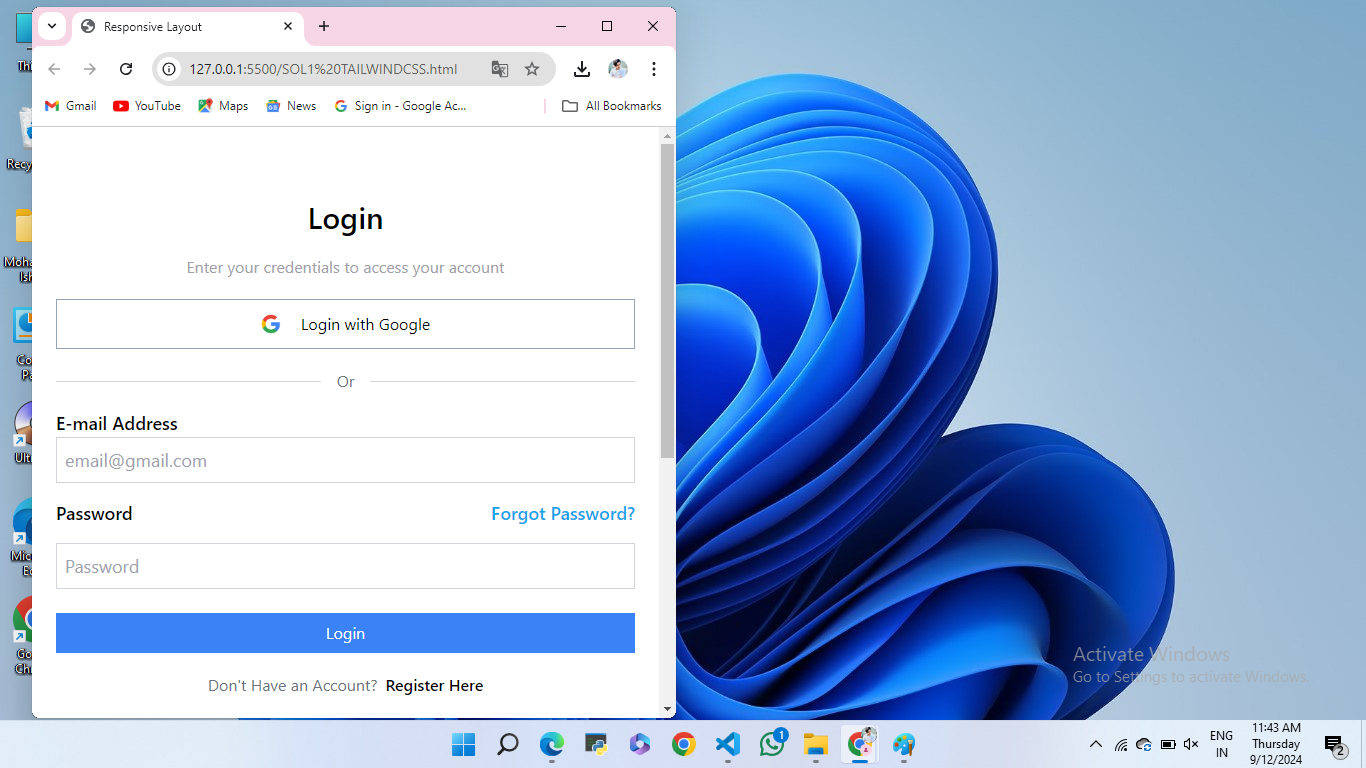 Responsive Layout
127.0.0.1:5500/SOL1%20TAILWINDCSS.html
Gmail YouTube Maps News Sign in - Google Ac... All Bookmarks
Login
Enter your credentials to access your account
Login with Google
Or
E-mail Address
email@gmail.com
Password Forgot Password?
Password
Login
Don't Have an Account? Register Here
Activate Windows
Go to Settings to activate Windows.
1
ENG
IN
11:43 AM
Thursday
9/12/2024
2